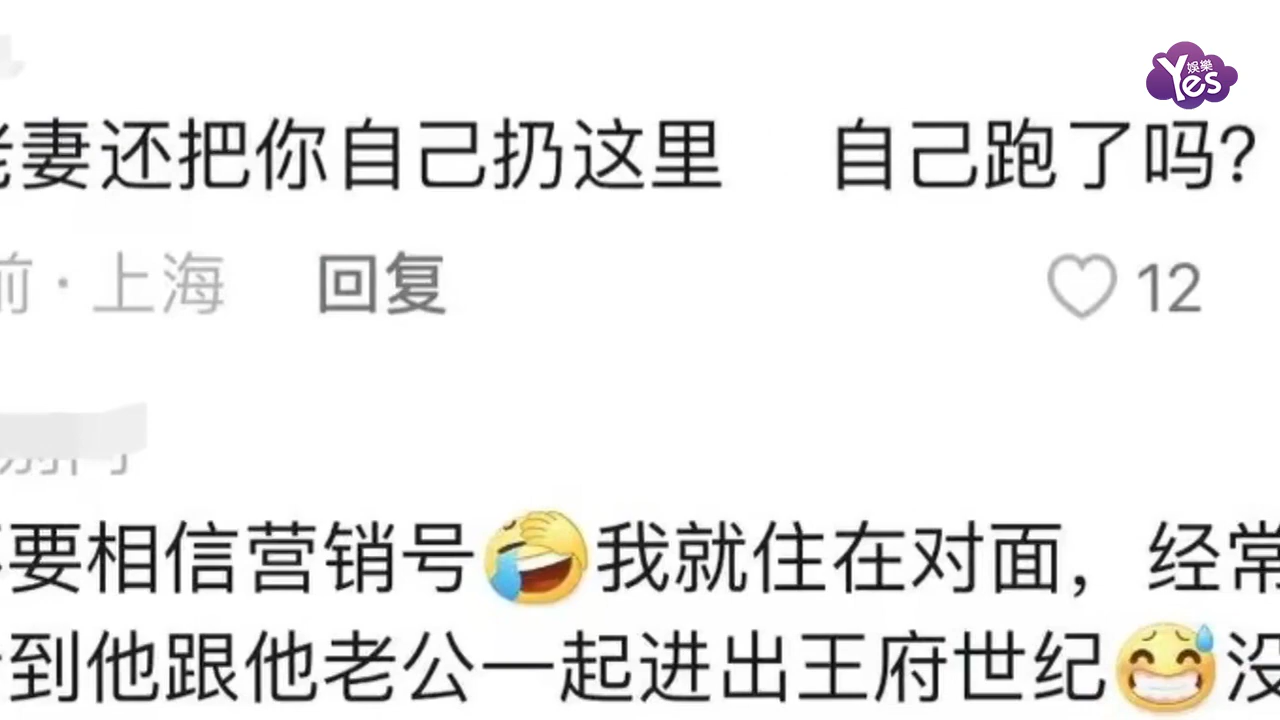 娱樂
Yes
妻还把你自己扔这里 自己跑了吗?
前·上海 回复 12
要相信营销号🤣我就住在对面，经常
到他跟他老公一起进出王府世纪😅没